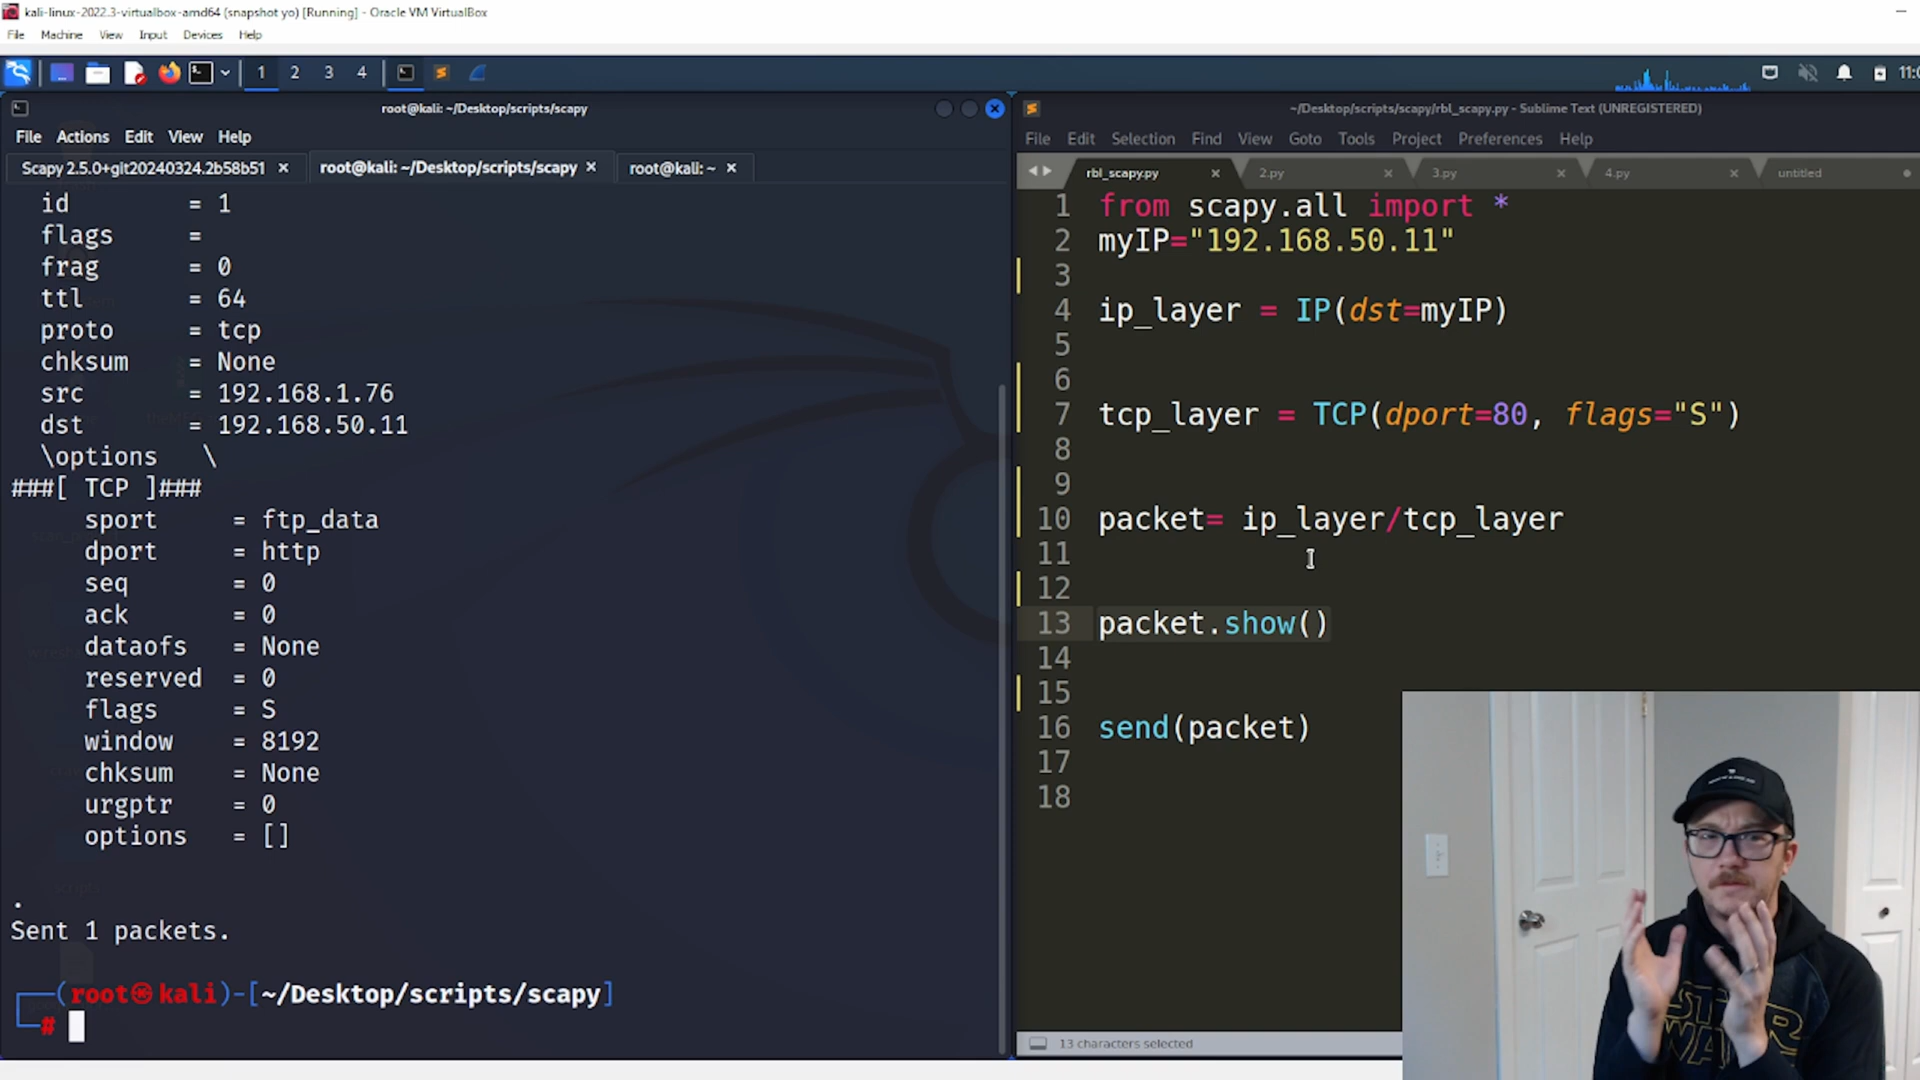 kali-linux-2022.3-virtualbox-amd64 (snapshot yo) [Running] - Oracle VM VirtualBox
File Machine View Input Devices Help
1 2 3 4
root@kali: ~/Desktop/scripts/scapy
File Actions Edit View Help
Scapy 2.5.0+git20240324.2b58b51
root@kali: ~/Desktop/scripts/scapy
root@kali: ~
id = 1
flags =
frag = 0
ttl = 64
proto = tcp
chksum = None
src = 192.168.1.76
dst = 192.168.50.11
\options \
###[ TCP ]###
sport = ftp_data
dport = http
seq = 0
ack = 0
dataofs = None
reserved = 0
flags = S
window = 8192
chksum = None
urgptr = 0
options = []
.
Sent 1 packets.
(root㉿kali)-[~/Desktop/scripts/scapy]
#
~/Desktop/scripts/scapy/rbl_scapy.py - Sublime Text (UNREGISTERED)
File Edit Selection Find View Goto Tools Project Preferences Help
rbl_scapy.py 2.py 3.py 4.py untitled
1 from scapy.all import *
2 myIP="192.168.50.11"
3
4 ip_layer = IP(dst=myIP)
5
6
7 tcp_layer = TCP(dport=80, flags="S")
8
9
10 packet= ip_layer/tcp_layer
11
12
13 packet.show()
14
15
16 send(packet)
17
18
13 characters selected
STAR
WARS